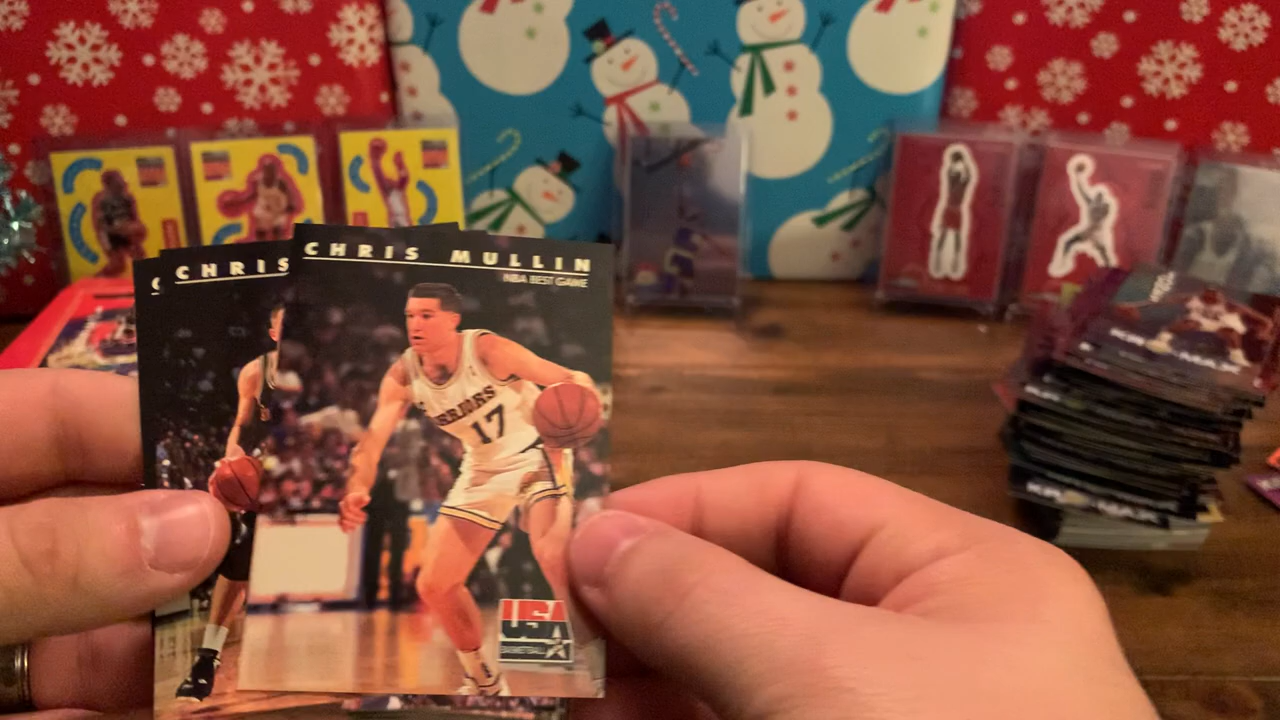 CHRIS MULLIN
NBA BEST GAME
CHRIS
C
WARRIORS
17
USA
BASKETBALL